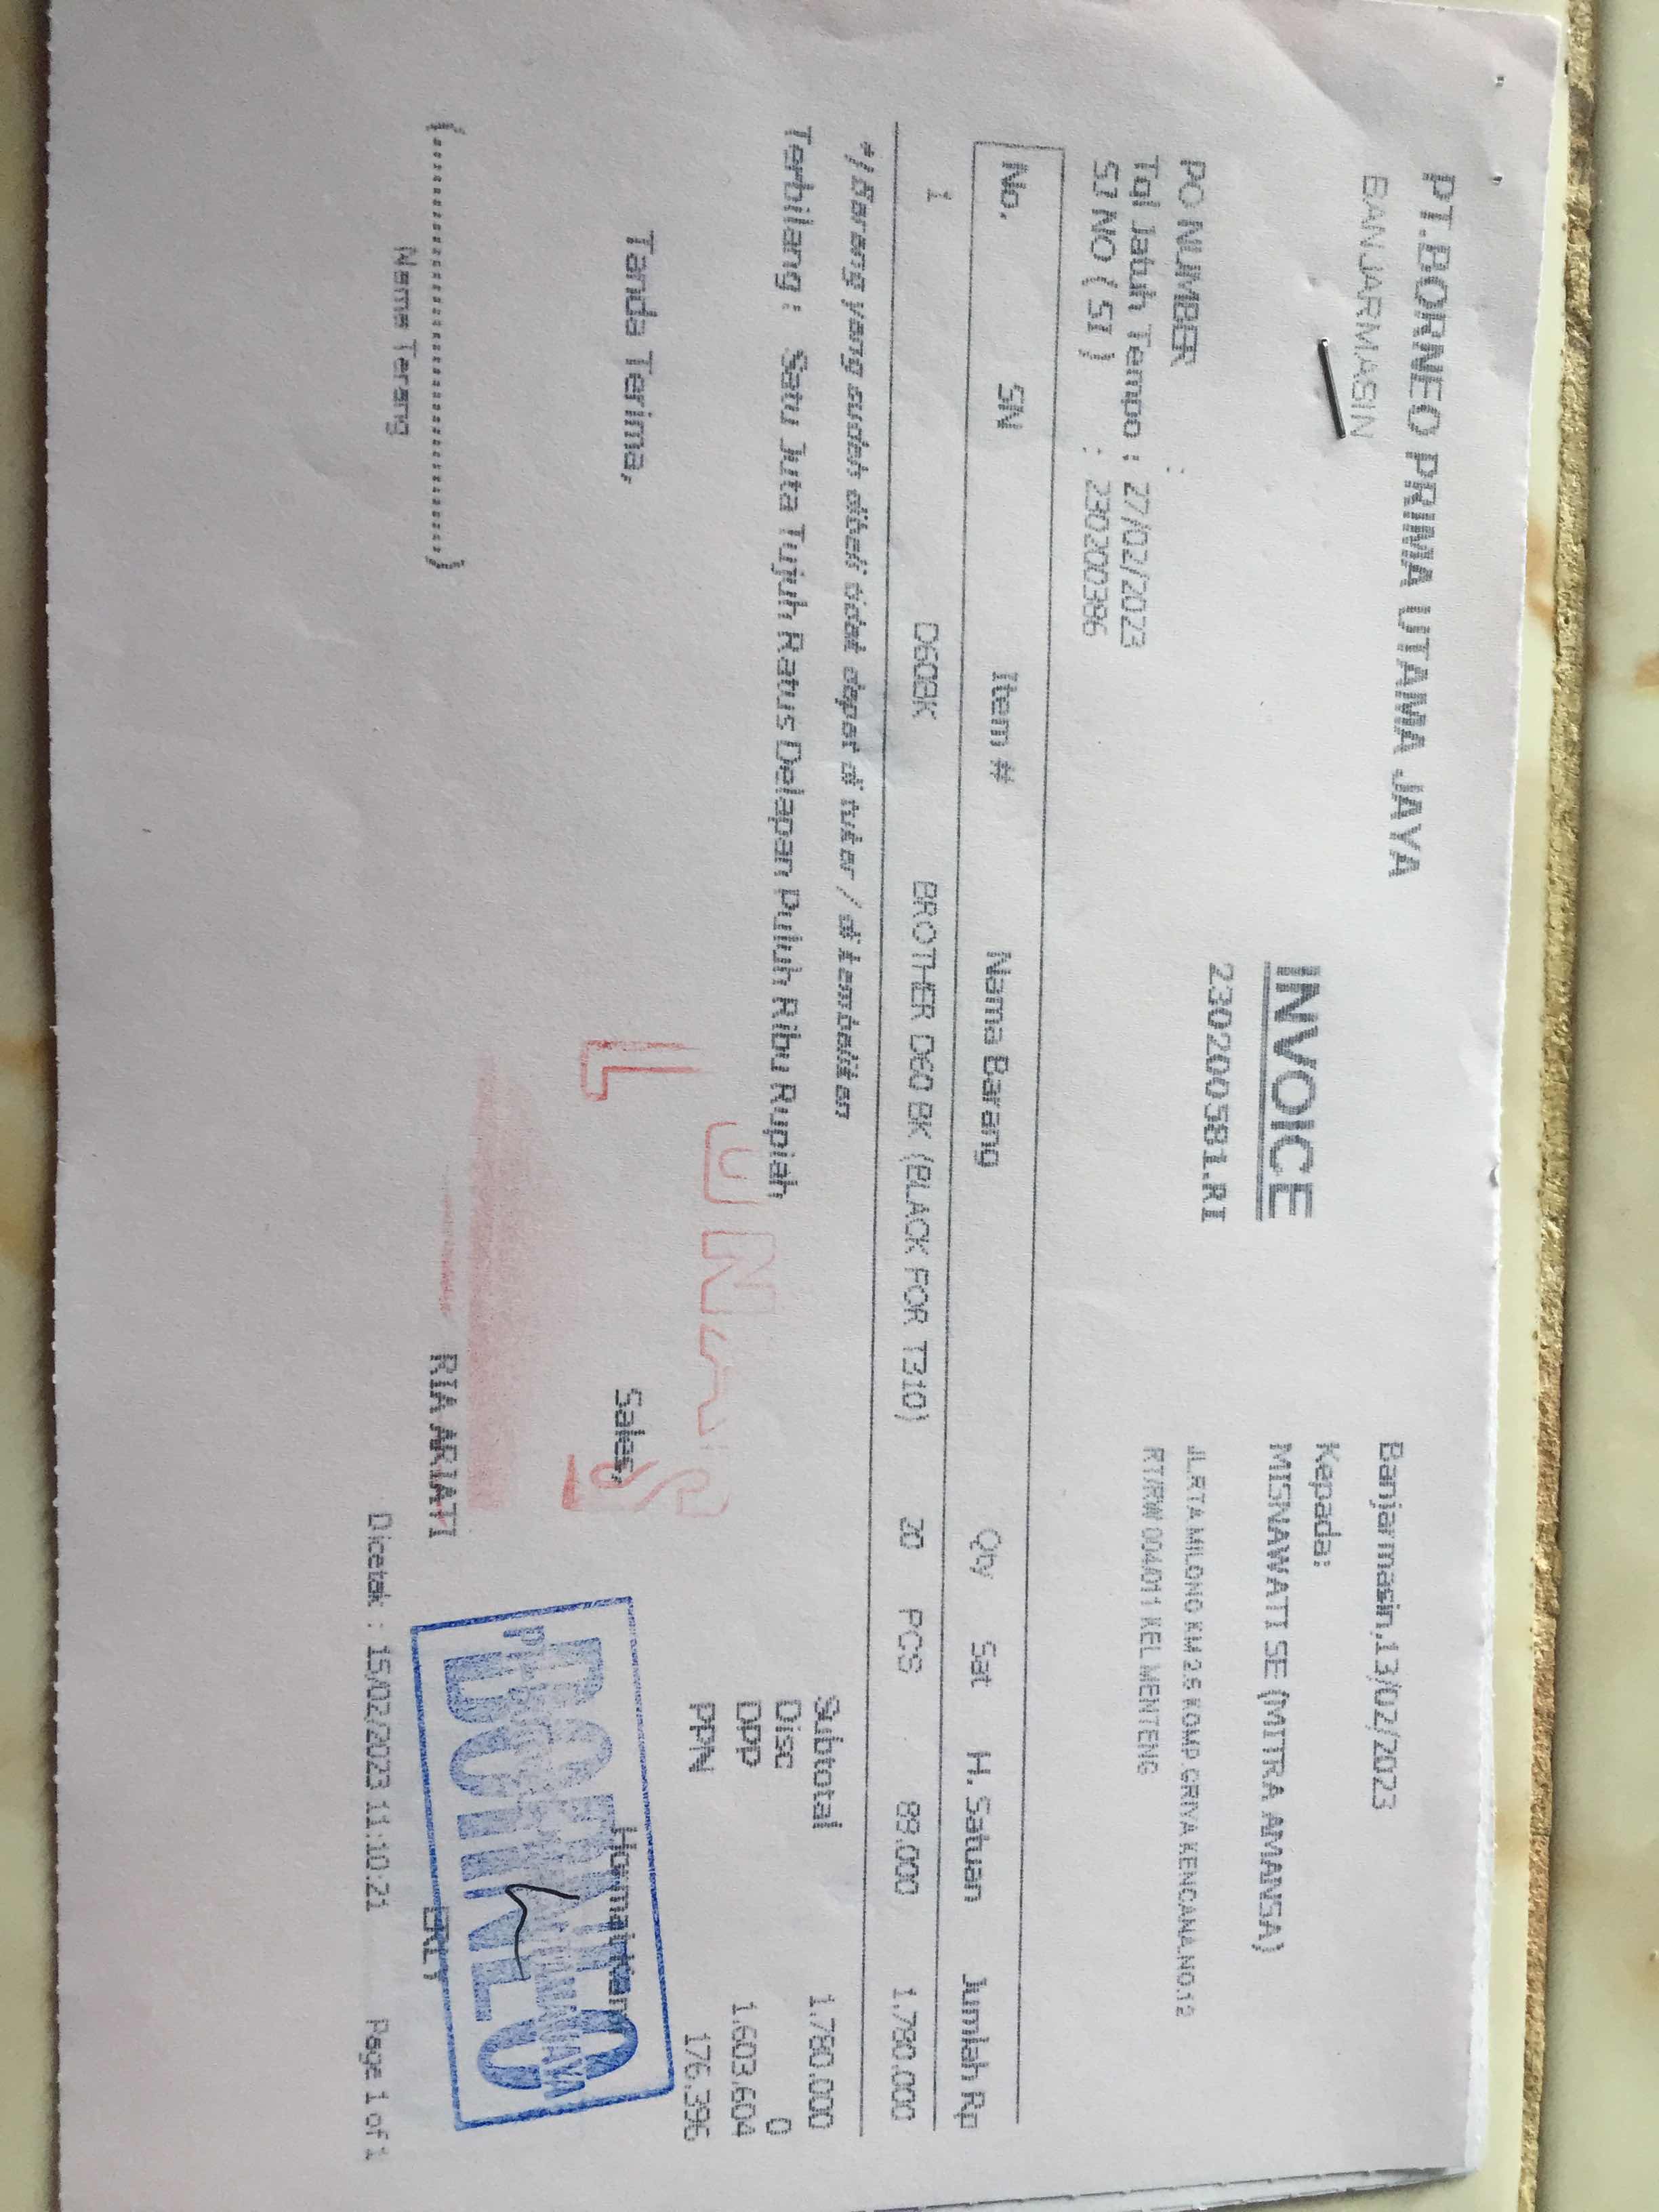 PT.BORNEO PRIMA UTAMA JAYA
BANJARMASIN
INVOICE
230200581.RI
Banjarmasin,13/02/2023
Kepada:
MISNAWATI SE (MITRA AMANSA)
JL.RTA MILONO KM 2.5 KOMP GRIYA KENCANA.NO.12
RT/RW 004/011 KEL MENTENG
PO NUMBER :
Tgl Jatuh Tempo : 27/02/2023
SJ NO ( SI ) : 230200386
No. SN Item # Nama Barang Qty Sat H. Satuan Jumlah Rp
1 D60BK BROTHER D60 BK (BLACK FOR T310) 20 PCS 89.000 1.780.000
*/ Barang yang sudah dibeli tidak dapat di tukar / di kembalikan
Terbilang : Satu Juta Tujuh Ratus Delapan Puluh Ribu Rupiah
Subtotal 1.780.000
Disc 0
DPP 1.603.604
PPN 176.396
LUNAS
Tanda Terima,
Sales,
Hormat Kami
BORNEO
(..............................)
Nama Terang
RIA ARIATI
Dicetak : 15/02/2023 11:10:21
Page 1 of 1